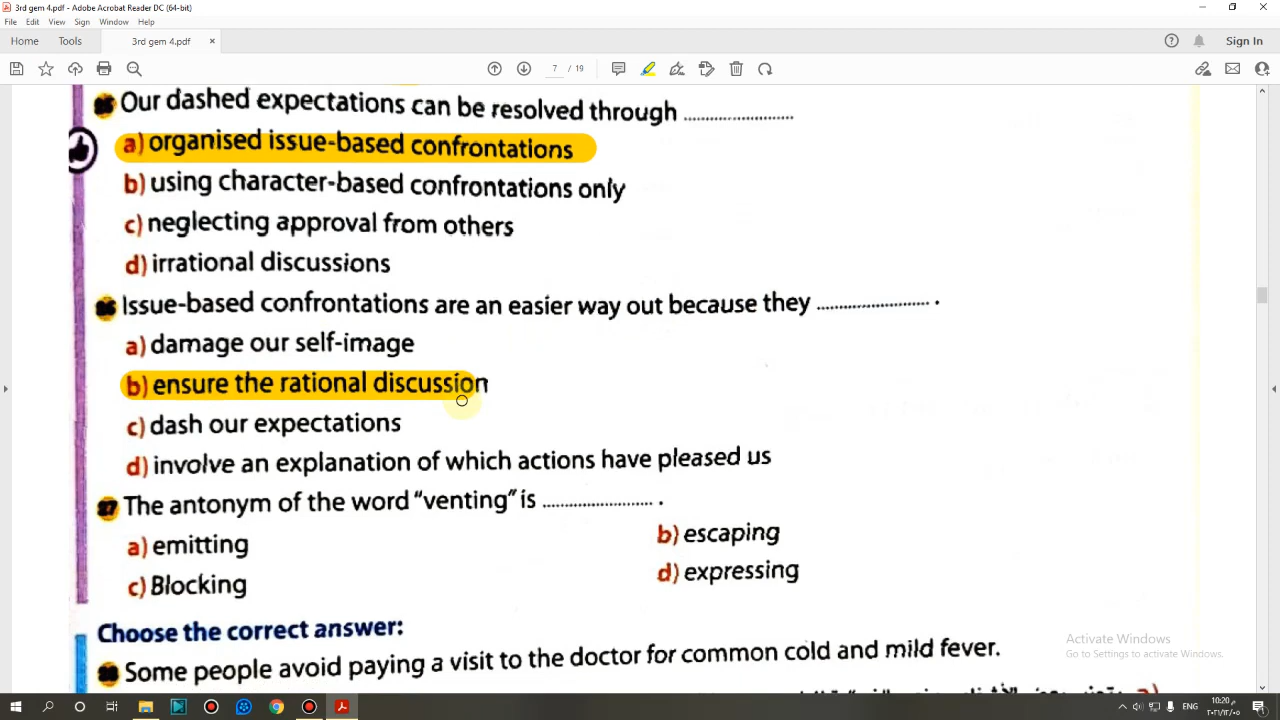 3rd gem 4.pdf - Adobe Acrobat Reader DC (64-bit)
File Edit View Sign Window Help
Home Tools 3rd gem 4.pdf × Sign In
7 / 19
Our dashed expectations can be resolved through ........................
a) organised issue-based confrontations
b) using character-based confrontations only
c) neglecting approval from others
d) irrational discussions
Issue-based confrontations are an easier way out because they ........................ .
a) damage our self-image
b) ensure the rational discussion
c) dash our expectations
d) involve an explanation of which actions have pleased us
37 The antonym of the word “venting” is ........................ .
a) emitting b) escaping
c) Blocking d) expressing
Choose the correct answer:
Some people avoid paying a visit to the doctor for common cold and mild fever.
Activate Windows
Go to Settings to activate Windows.
ENG 10:20 م